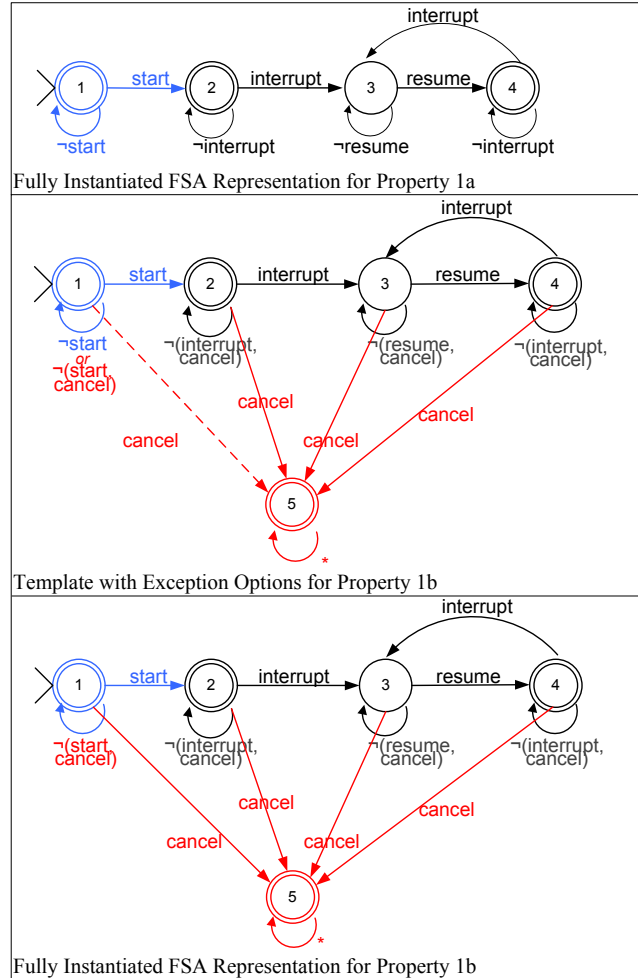 interrupt
1
start
2
interrupt
3
resume
4
¬start
¬interrupt
¬resume
¬interrupt
Fully Instantiated FSA Representation for Property 1a
interrupt
1
start
2
interrupt
3
resume
4
¬start
or
¬(start,
cancel)
¬(interrupt,
cancel)
¬(resume,
cancel)
¬(interrupt,
cancel)
cancel
cancel
cancel
cancel
5
*
Template with Exception Options for Property 1b
interrupt
1
start
2
interrupt
3
resume
4
¬(start,
cancel)
¬(interrupt,
cancel)
¬(resume,
cancel)
¬(interrupt,
cancel)
cancel
cancel
cancel
cancel
5
*
Fully Instantiated FSA Representation for Property 1b